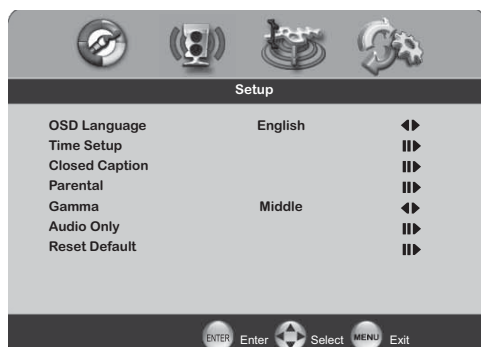 Setup
OSD Language English
Time Setup
Closed Caption
Parental
Gamma Middle
Audio Only
Reset Default
ENTER Enter Select MENU Exit